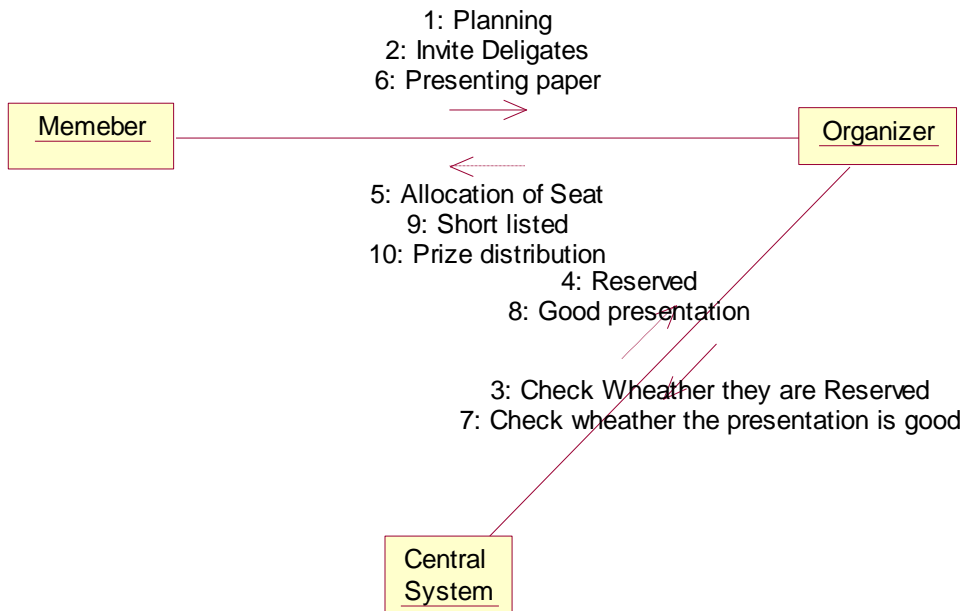 1: Planning
2: Invite Deligates
6: Presenting paper
Memeber
Organizer
5: Allocation of Seat
9: Short listed
10: Prize distribution
4: Reserved
8: Good presentation
3: Check Wheather they are Reserved
7: Check wheather the presentation is good
Central
System